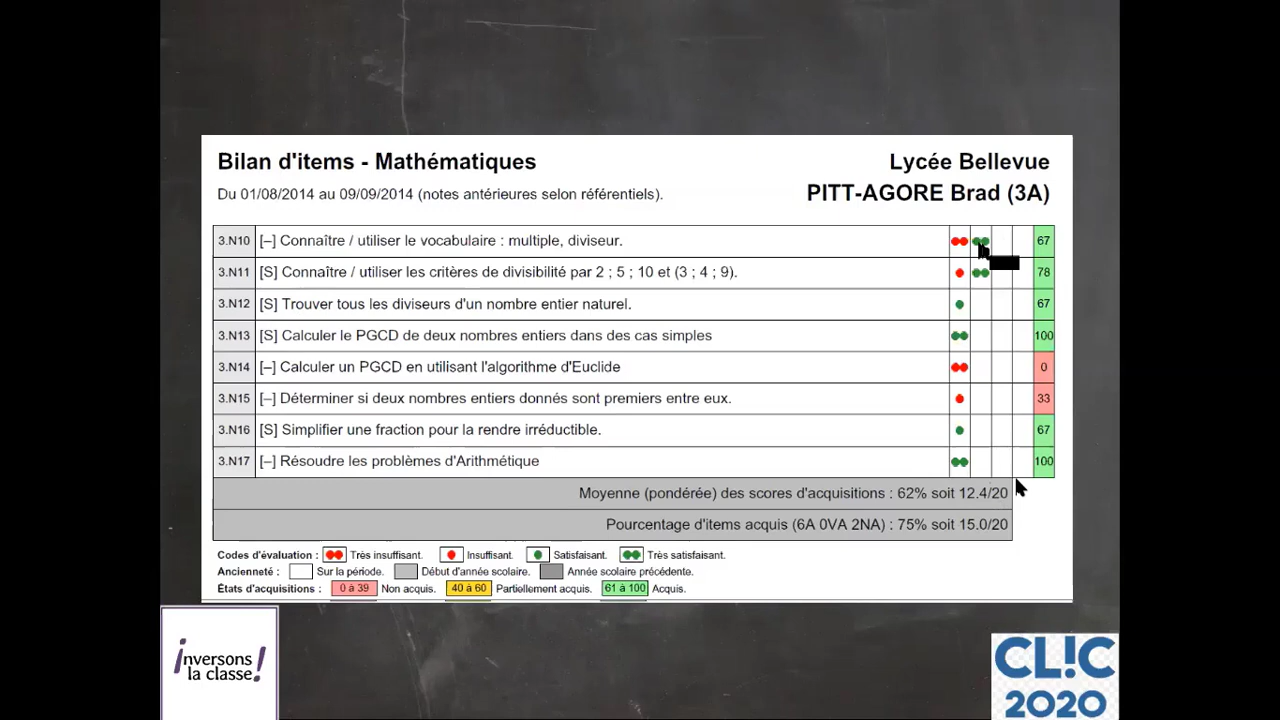 Bilan d'items - Mathématiques
Lycée Bellevue
Du 01/08/2014 au 09/09/2014 (notes antérieures selon référentiels).
PITT-AGORE Brad (3A)
3.N10 [–] Connaître / utiliser le vocabulaire : multiple, diviseur. 67
3.N11 [S] Connaître / utiliser les critères de divisibilité par 2 ; 5 ; 10 et (3 ; 4 ; 9). 78
3.N12 [S] Trouver tous les diviseurs d'un nombre entier naturel. 67
3.N13 [S] Calculer le PGCD de deux nombres entiers dans des cas simples 100
3.N14 [–] Calculer un PGCD en utilisant l'algorithme d'Euclide 0
3.N15 [–] Déterminer si deux nombres entiers donnés sont premiers entre eux. 33
3.N16 [S] Simplifier une fraction pour la rendre irréductible. 67
3.N17 [–] Résoudre les problèmes d'Arithmétique 100
Moyenne (pondérée) des scores d'acquisitions : 62% soit 12.4/20
Pourcentage d'items acquis (6A 0VA 2NA) : 75% soit 15.0/20
Codes d'évaluation : Très insuffisant. Insuffisant. Satisfaisant. Très satisfaisant.
Ancienneté : Sur la période. Début d'année scolaire. Année scolaire précédente.
États d'acquisitions : 0 à 39 Non acquis. 40 à 60 Partiellement acquis. 61 à 100 Acquis.
¡nversons
la classe!
CL!C
2020